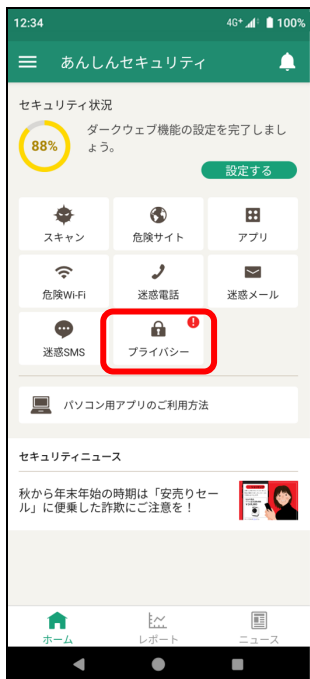 12:34 4G+ 100%
あんしんセキュリティ
セキュリティ状況
88%
ダークウェブ機能の設定を完了しまし
ょう。
設定する
スキャン 危険サイト アプリ
危険Wi-Fi 迷惑電話 迷惑メール
迷惑SMS プライバシー
パソコン用アプリのご利用方法
セキュリティニュース
秋から年末年始の時期は「安売りセー
ル」に便乗した詐欺にご注意を！
ホーム レポート ニュース